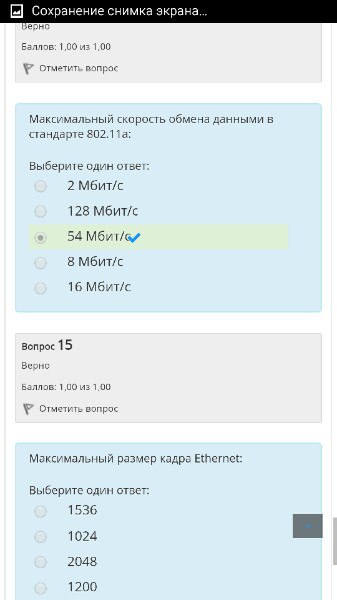 Сохранение снимка экрана...
Верно
Баллов: 1,00 из 1,00
Отметить вопрос
Максимальный скорость обмена данными в
стандарте 802.11a:
Выберите один ответ:
2 Мбит/с
128 Мбит/с
54 Мбит/с
8 Мбит/с
16 Мбит/с
Вопрос 15
Верно
Баллов: 1,00 из 1,00
Отметить вопрос
Максимальный размер кадра Ethernet:
Выберите один ответ:
1536
1024
2048
1200